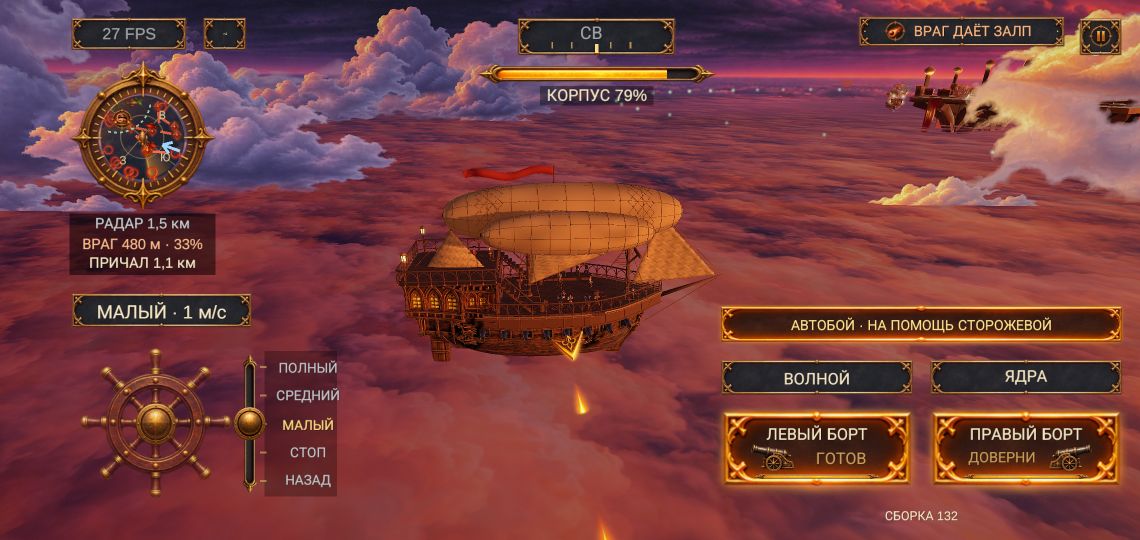 27 FPS
СВ
ВРАГ ДАЁТ ЗАЛП
КОРПУС 79%
В
З
Ю
РАДАР 1,5 км
ВРАГ 480 м · 33%
ПРИЧАЛ 1,1 км
МАЛЫЙ · 1 м/с
ПОЛНЫЙ
СРЕДНИЙ
МАЛЫЙ
СТОП
НАЗАД
АВТОБОЙ · НА ПОМОЩЬ СТОРОЖЕВОЙ
ВОЛНОЙ
ЯДРА
ЛЕВЫЙ БОРТ
ГОТОВ
ПРАВЫЙ БОРТ
ДОВЕРНИ
СБОРКА 132